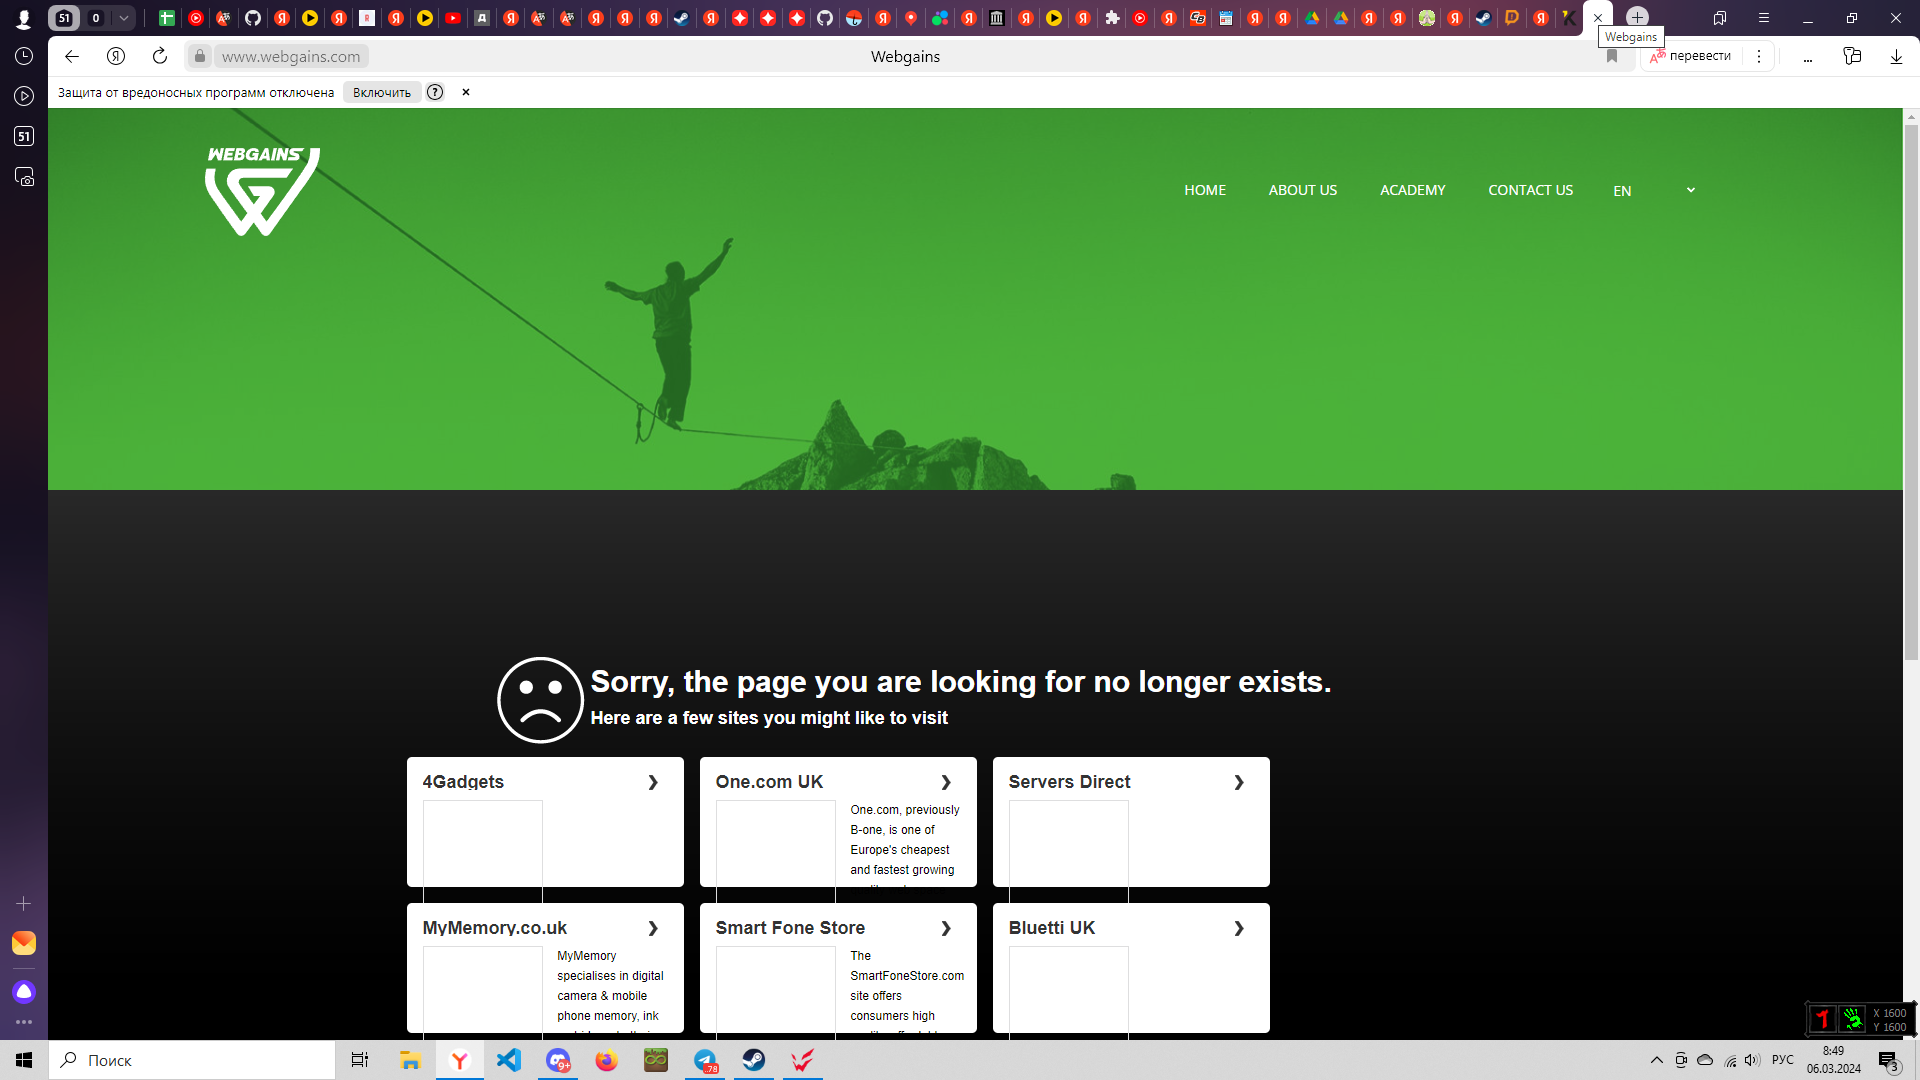 51
0
Webgains
www.webgains.com
Webgains
перевести
Защита от вредоносных программ отключена
Включить
51
WEBGAINS
HOME
ABOUT US
ACADEMY
CONTACT US
EN
Sorry, the page you are looking for no longer exists.
Here are a few sites you might like to visit
4Gadgets
One.com UK
One.com, previously
B-one, is one of
Europe's cheapest
and fastest growing
Servers Direct
MyMemory.co.uk
MyMemory
specialises in digital
camera & mobile
phone memory, ink
Smart Fone Store
The
SmartFoneStore.com
site offers
consumers high
Bluetti UK
X 1600
Y 1600
Поиск
9+
78
РУС
8:49
06.03.2024
3